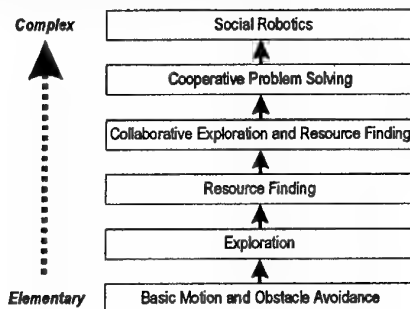 Complex
Social Robotics
Cooperative Problem Solving
Collaborative Exploration and Resource Finding
Resource Finding
Exploration
Elementary
Basic Motion and Obstacle Avoidance